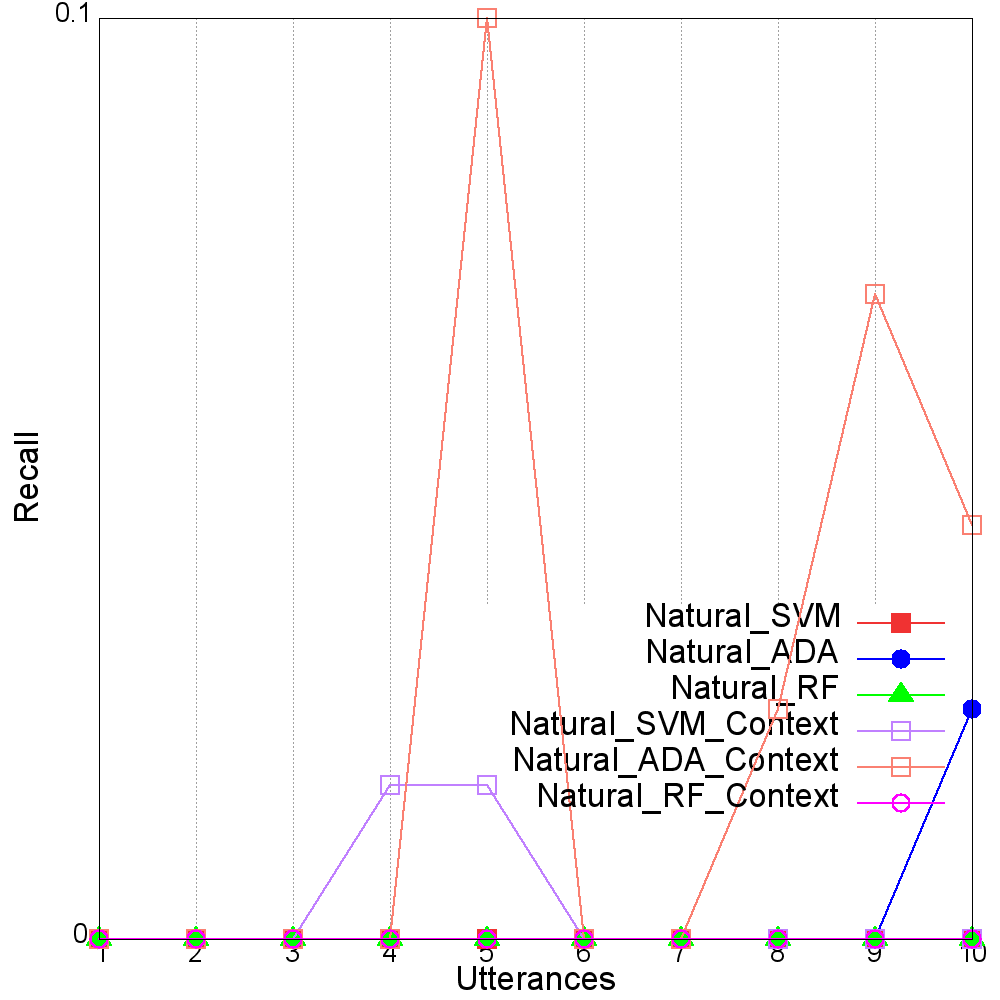 0.1
Recall
Natural_SVM
Natural_ADA
Natural_RF
Natural_SVM_Context
Natural_ADA_Context
Natural_RF_Context
0
1 2 3 4 5 6 7 8 9 10
Utterances